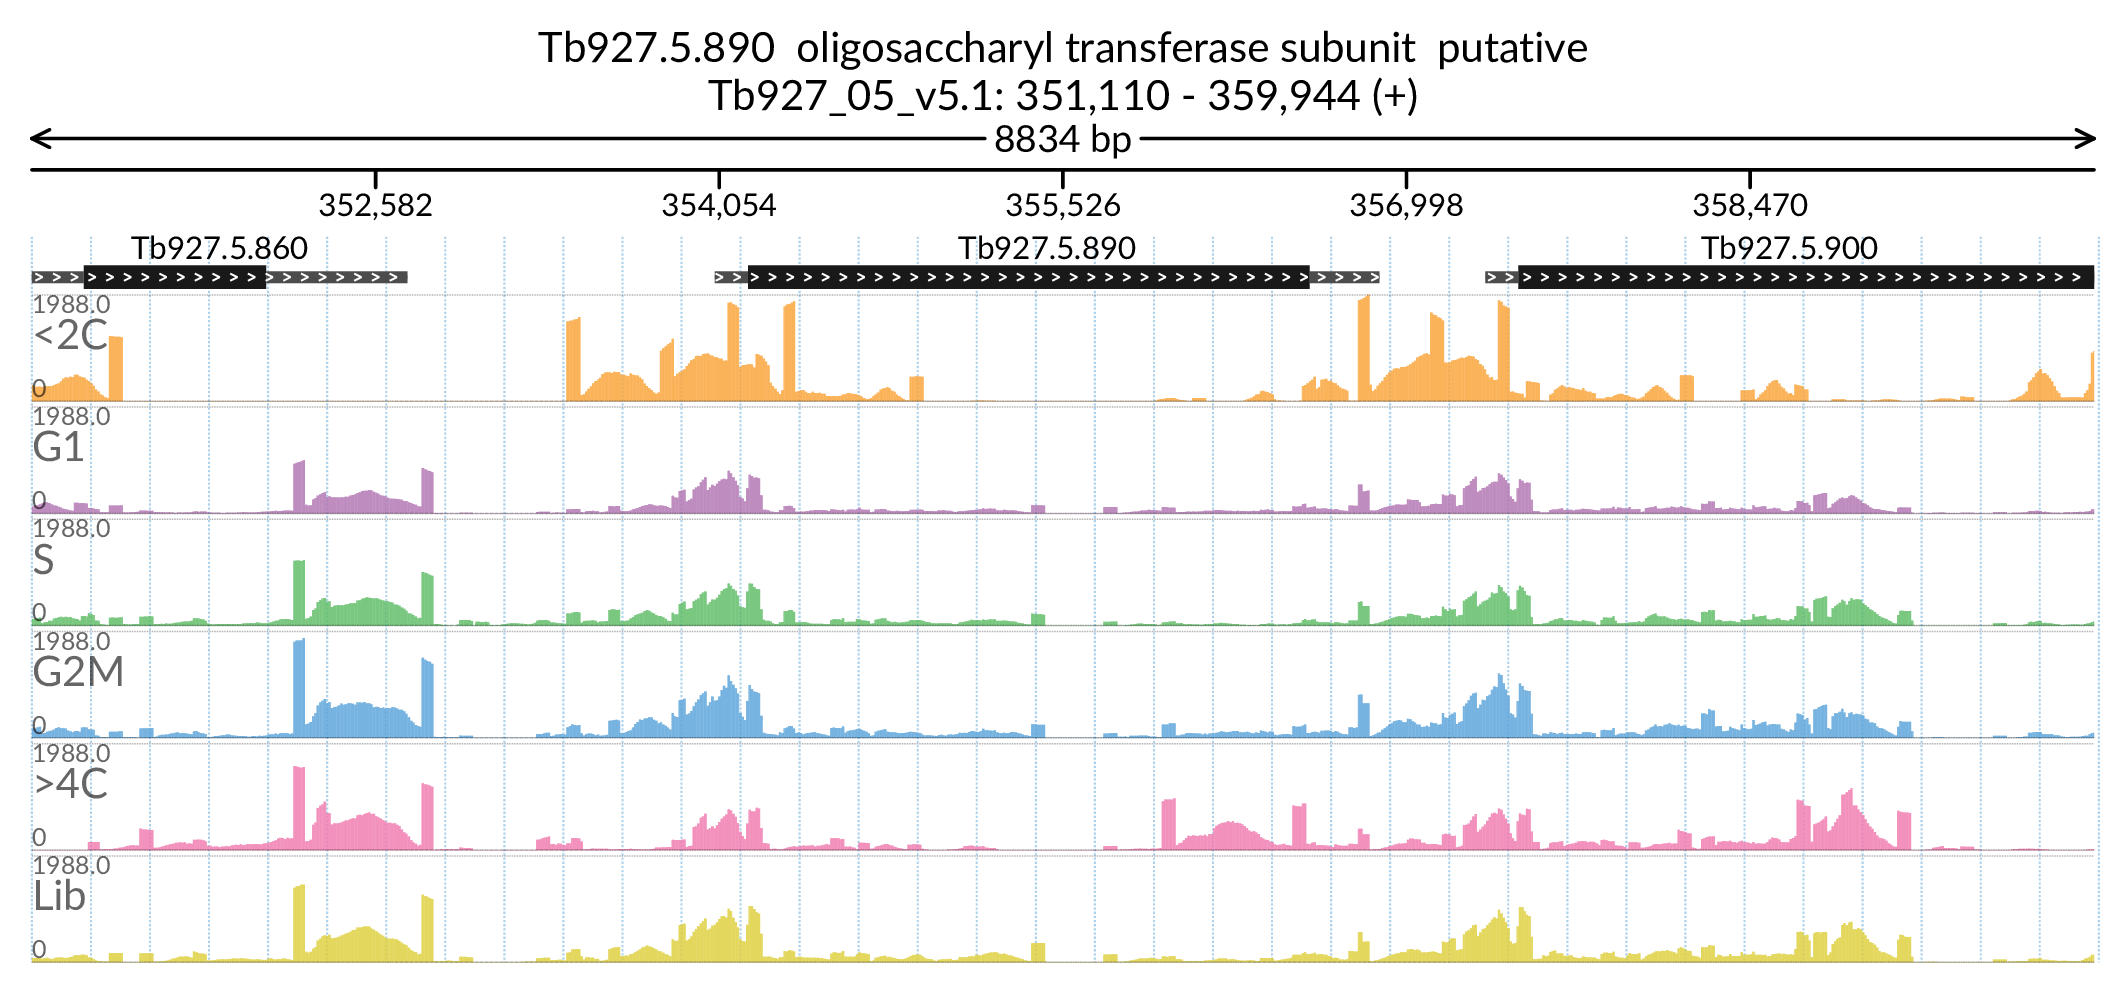 Tb927.5.890  oligosaccharyl transferase subunit  putative
Tb927_05_v5.1: 351,110 - 359,944 (+)
8834 bp
352,582 354,054 355,526 356,998 358,470
Tb927.5.860 Tb927.5.890 Tb927.5.900
1988.0
<2C
0
1988.0
G1
0
1988.0
S
0
1988.0
G2M
0
1988.0
>4C
0
1988.0
Lib
0